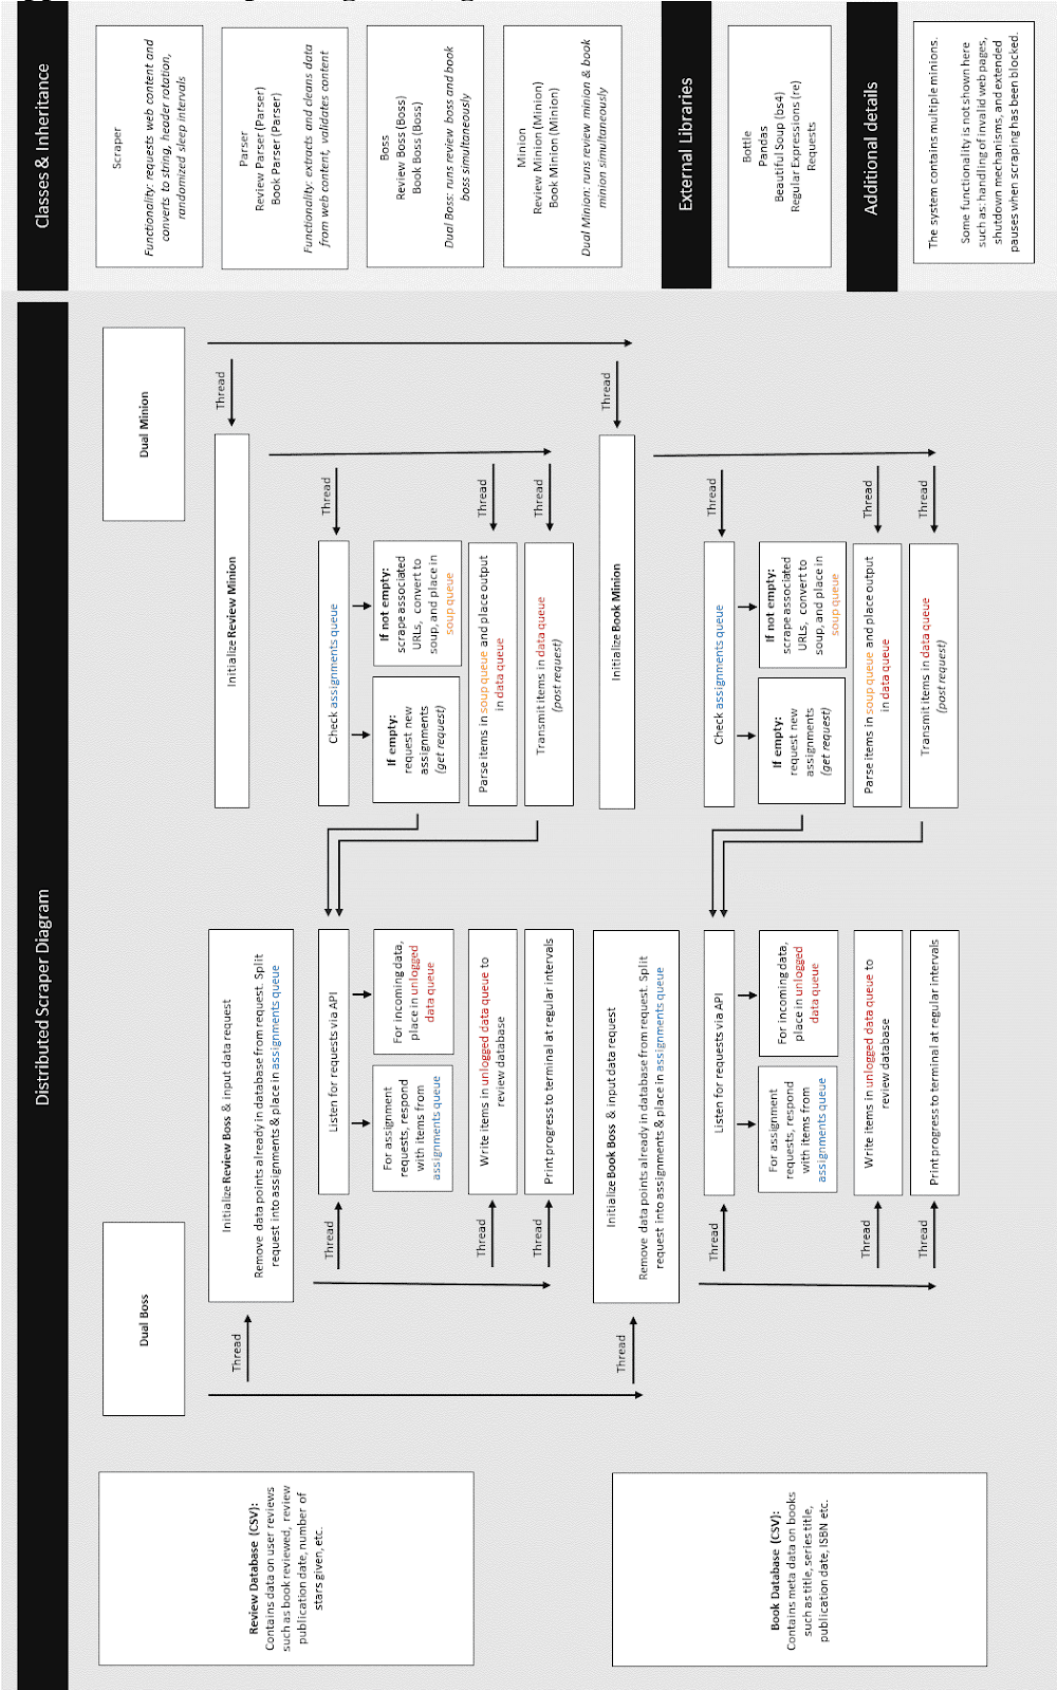 Distributed Scraper Diagram
Review Database (CSV):
Contains data on user reviews
such as book reviewed, review
publication date, number of
stars given, etc.
Book Database (CSV):
Contains meta data on books
such as title, series title,
publication date, ISBN etc.
Dual Boss
Thread
Initialize Review Boss & input data request
Remove data points already in database from request. Split
request into assignments & place in assignments queue
Thread
Listen for requests via API
For assignment
requests, respond
with items from
assignments queue
For incoming data,
place in unlogged
data queue
Thread
Write items in unlogged data queue to
review database
Thread
Print progress to terminal at regular intervals
Thread
Initialize Book Boss & input data request
Remove data points already in database from request. Split
request into assignments & place in assignments queue
Thread
Listen for requests via API
For assignment
requests, respond
with items from
assignments queue
For incoming data,
place in unlogged
data queue
Thread
Write items in unlogged data queue to
review database
Thread
Print progress to terminal at regular intervals
Dual Minion
Thread
Initialize Review Minion
Thread
Check assignments queue
If empty:
request new
assignments
(get request)
If not empty:
scrape associated
URLs, convert to
soup, and place in
soup queue
Thread
Parse items in soup queue and place output
in data queue
Thread
Transmit items in data queue
(post request)
Thread
Initialize Book Minion
Thread
Check assignments queue
If empty:
request new
assignments
(get request)
If not empty:
scrape associated
URLs, convert to
soup, and place in
soup queue
Thread
Parse items in soup queue and place output
in data queue
Thread
Transmit items in data queue
(post request)
Classes & Inheritance
Scraper
Functionality: requests web content and
converts to string, header rotation,
randomized sleep intervals
Parser
Review Parser (Parser)
Book Parser (Parser)
Functionality: extracts and cleans data
from web content, validates content
Boss
Review Boss (Boss)
Book Boss (Boss)
Dual Boss: runs review boss and book
boss simultaneously
Minion
Review Minion (Minion)
Book Minion (Minion)
Dual Minion: runs review minion & book
minion simultaneously
External Libraries
Bottle
Pandas
Beautiful Soup (bs4)
Regular Expressions (re)
Requests
Additional details
The system contains multiple minions.
Some functionality is not shown here
such as: handling of invalid web pages,
shutdown mechanisms, and extended
pauses when scraping has been blocked.